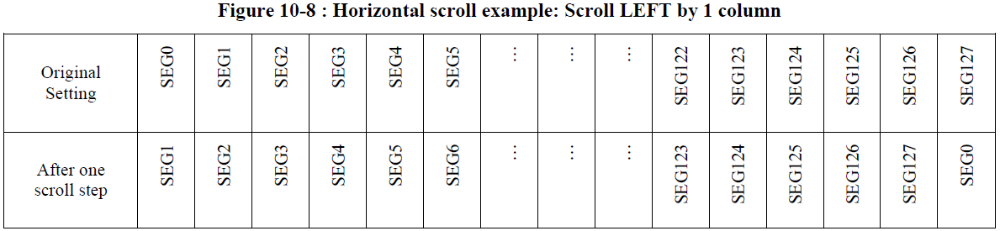 Figure 10-8 : Horizontal scroll example: Scroll LEFT by 1 column
Original Setting SEG0 SEG1 SEG2 SEG3 SEG4 SEG5 … … … SEG122 SEG123 SEG124 SEG125 SEG126 SEG127
After one scroll step SEG1 SEG2 SEG3 SEG4 SEG5 SEG6 … … … SEG123 SEG124 SEG125 SEG126 SEG127 SEG0